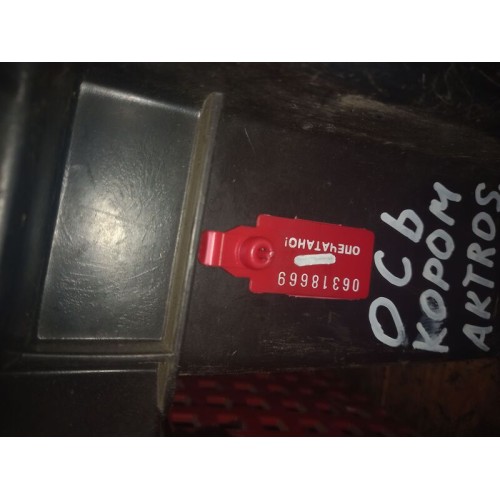 ОПЕЧАТАНО!
06318669
ОСЬ
КОРОМ
AKTROS